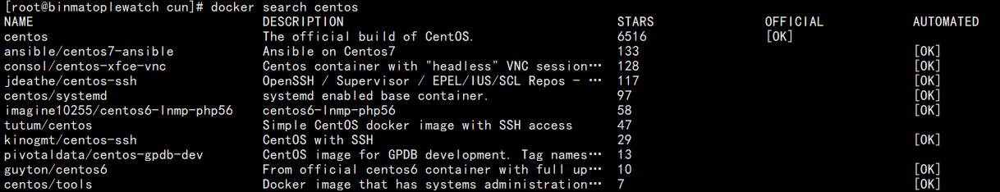 [root@binmatoplewatch cun]# docker search centos
NAME DESCRIPTION STARS OFFICIAL AUTOMATED
centos The official build of CentOS. 6516 [OK]
ansible/centos7-ansible Ansible on Centos7 133 [OK]
consol/centos-xfce-vnc Centos container with "headless" VNC session… 128 [OK]
jdeathe/centos-ssh OpenSSH / Supervisor / EPEL/IUS/SCL Repos - … 117 [OK]
centos/systemd systemd enabled base container. 97 [OK]
imagine10255/centos6-lnmp-php56 centos6-lnmp-php56 58 [OK]
tutum/centos Simple CentOS docker image with SSH access 47
kinogmt/centos-ssh CentOS with SSH 29 [OK]
pivotaldata/centos-gpdb-dev CentOS image for GPDB development. Tag names… 13
guyton/centos6 From official centos6 container with full up… 10 [OK]
centos/tools Docker image that has systems administration… 7 [OK]